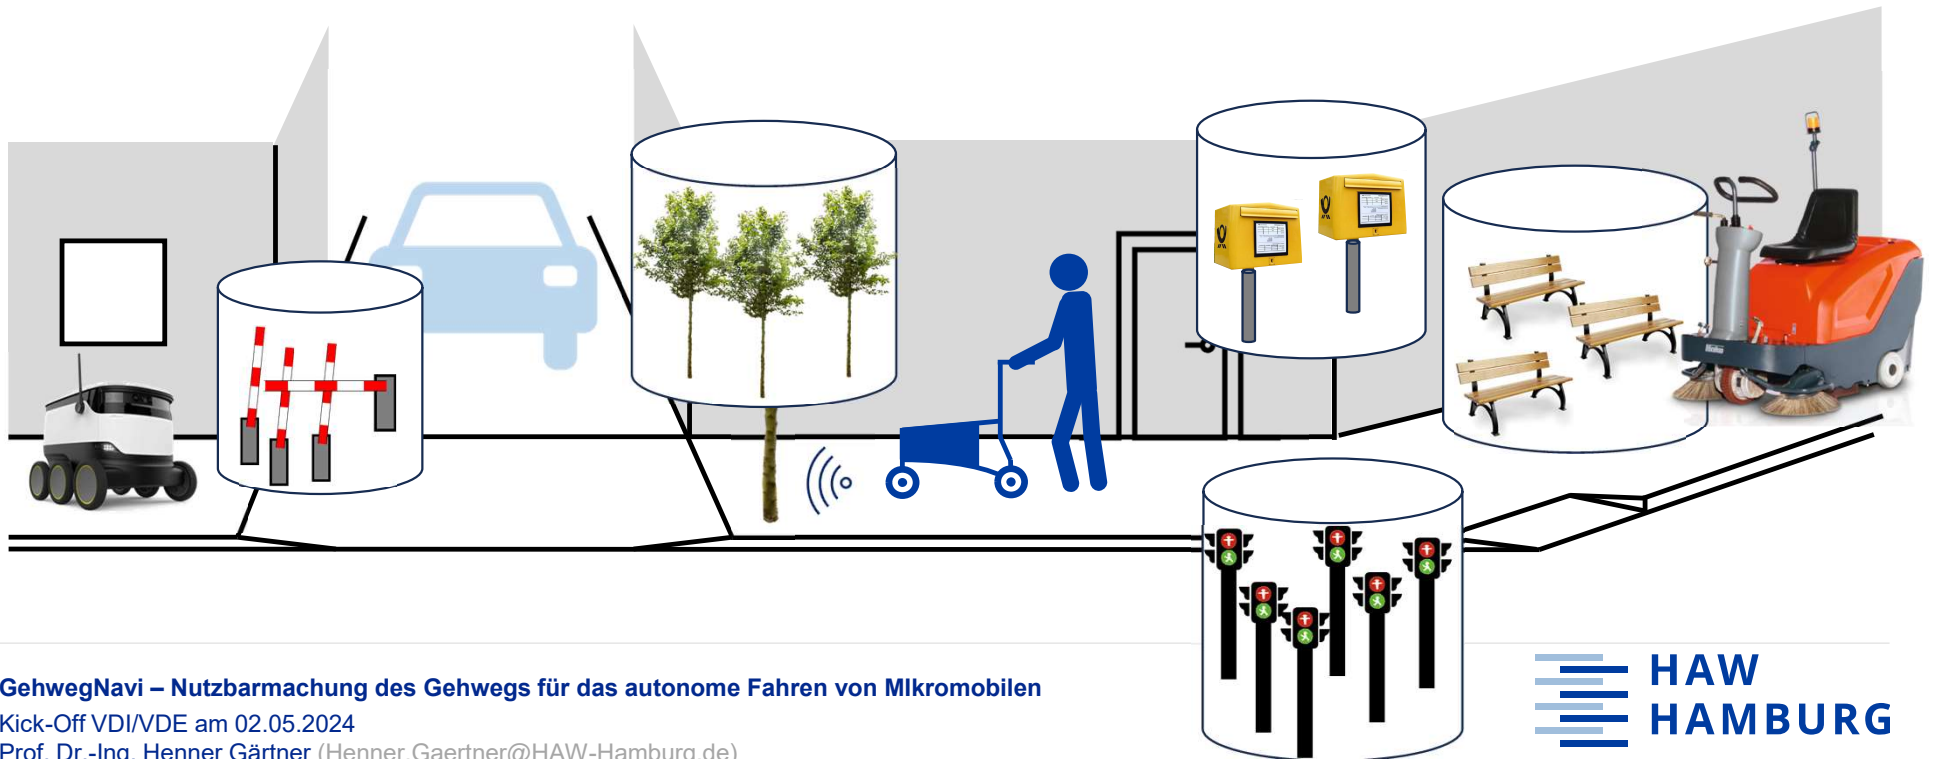 GehwegNavi – Nutzbarmachung des Gehwegs für das autonome Fahren von MIkromobilen
Kick-Off VDI/VDE am 02.05.2024
Prof. Dr.-Ing. Henner Gärtner (Henner.Gaertner@HAW-Hamburg.de)
HAW
HAMBURG